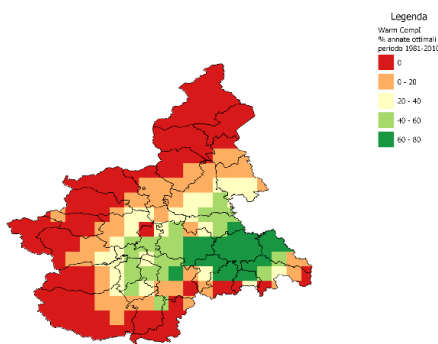 Legenda
Warm CompI
% annate ottimali
periodo 1981-2010
0
0 - 20
20 - 40
40 - 60
60 - 80